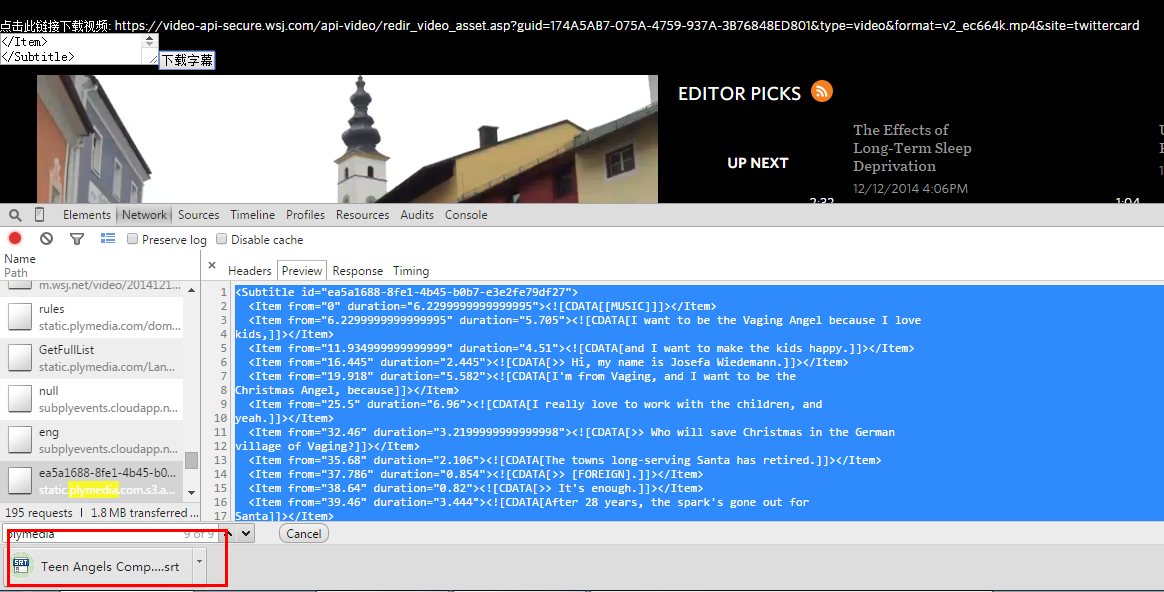 点击此链接下载视频: https://video-api-secure.wsj.com/api-video/redir_video_asset.asp?guid=174A5AB7-075A-4759-937A-3B76848ED801&type=video&format=v2_ec664k.mp4&site=twittercard
</Item>
</Subtitle>
下载字幕
EDITOR PICKS
UP NEXT
The Effects of
Long-Term Sleep
Deprivation
12/12/2014 4:06PM
2:32
1:04
Elements Network Sources Timeline Profiles Resources Audits Console
Preserve log Disable cache
Name
Path
m.wsj.net/video/2014121...
rules
static.plymedia.com/dom...
GetFullList
static.plymedia.com/Lan...
null
subplyevents.cloudapp.n...
eng
subplyevents.cloudapp.n...
ea5a1688-8fe1-4b45-b0...
static.plymedia.com.s3.a...
195 requests | 1.8 MB transferred ...
× Headers Preview Response Timing
1 <Subtitle id="ea5a1688-8fe1-4b45-b0b7-e3e2fe79df27">
2 <Item from="0" duration="6.2299999999999995"><![CDATA[[MUSIC]]]></Item>
3 <Item from="6.2299999999999995" duration="5.705"><![CDATA[I want to be the Vaging Angel because I love
4 kids,]]></Item>
5 <Item from="11.934999999999999" duration="4.51"><![CDATA[and I want to make the kids happy.]]></Item>
6 <Item from="16.445" duration="2.445"><![CDATA[>> Hi, my name is Josefa Wiedemann.]]></Item>
7 <Item from="19.918" duration="5.582"><![CDATA[I'm from Vaging, and I want to be the
8 Christmas Angel, because]]></Item>
9 <Item from="25.5" duration="6.96"><![CDATA[I really love to work with the children, and
10 yeah.]]></Item>
11 <Item from="32.46" duration="3.2199999999999998"><![CDATA[>> Who will save Christmas in the German
12 village of Vaging?]]></Item>
13 <Item from="35.68" duration="2.106"><![CDATA[The towns long-serving Santa has retired.]]></Item>
14 <Item from="37.786" duration="0.854"><![CDATA[>> [FOREIGN].]]></Item>
15 <Item from="38.64" duration="0.82"><![CDATA[>> It's enough.]]></Item>
16 <Item from="39.46" duration="3.444"><![CDATA[After 28 years, the spark's gone out for
17 Santa]]></Item>
plymedia 9 of 9 Cancel
SRT Teen Angels Comp....srt